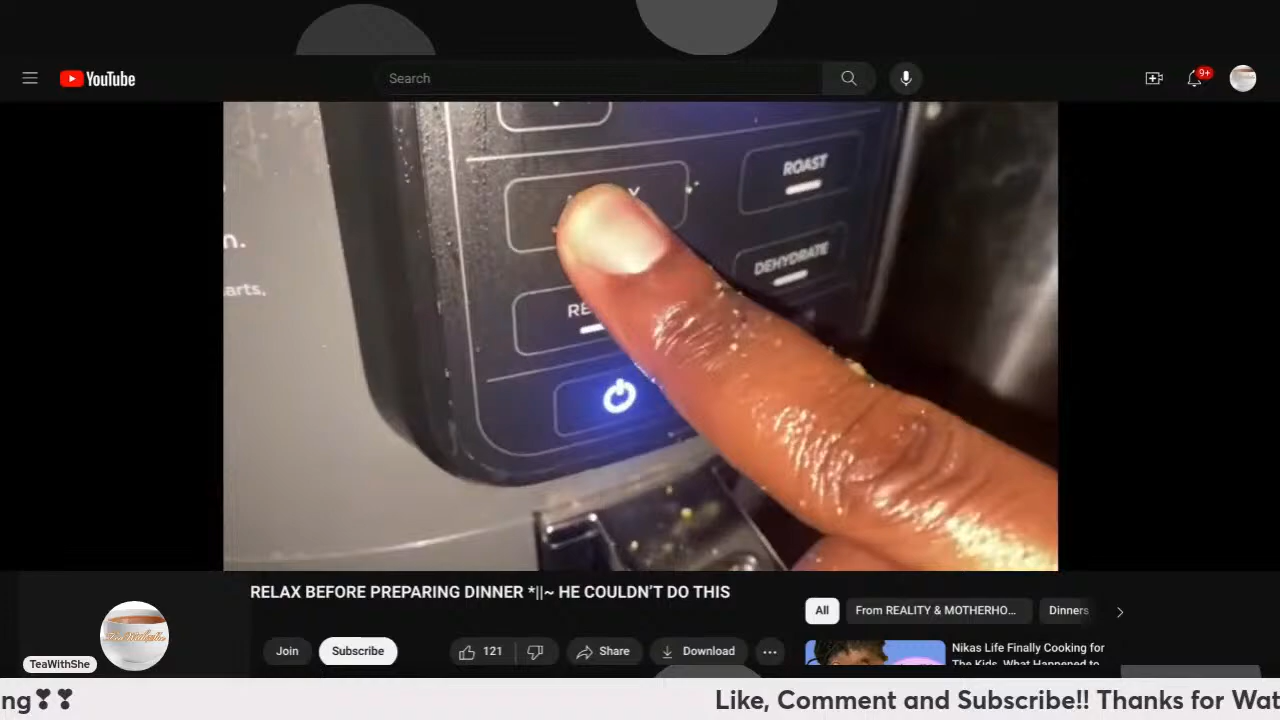 YouTube
Search
9+
ROAST
DEHYDRATE
n.
arts.
RELAX BEFORE PREPARING DINNER *||~ HE COULDN'T DO THIS
All
From REALITY & MOTHERHO...
Dinners
Join
Subscribe
121
Share
Download
...
Nikas Life Finally Cooking for
The Kids. What Happened to
TeaWithShe
TeaWithShe
ng❣❣
Like, Comment and Subscribe!! Thanks for Wat